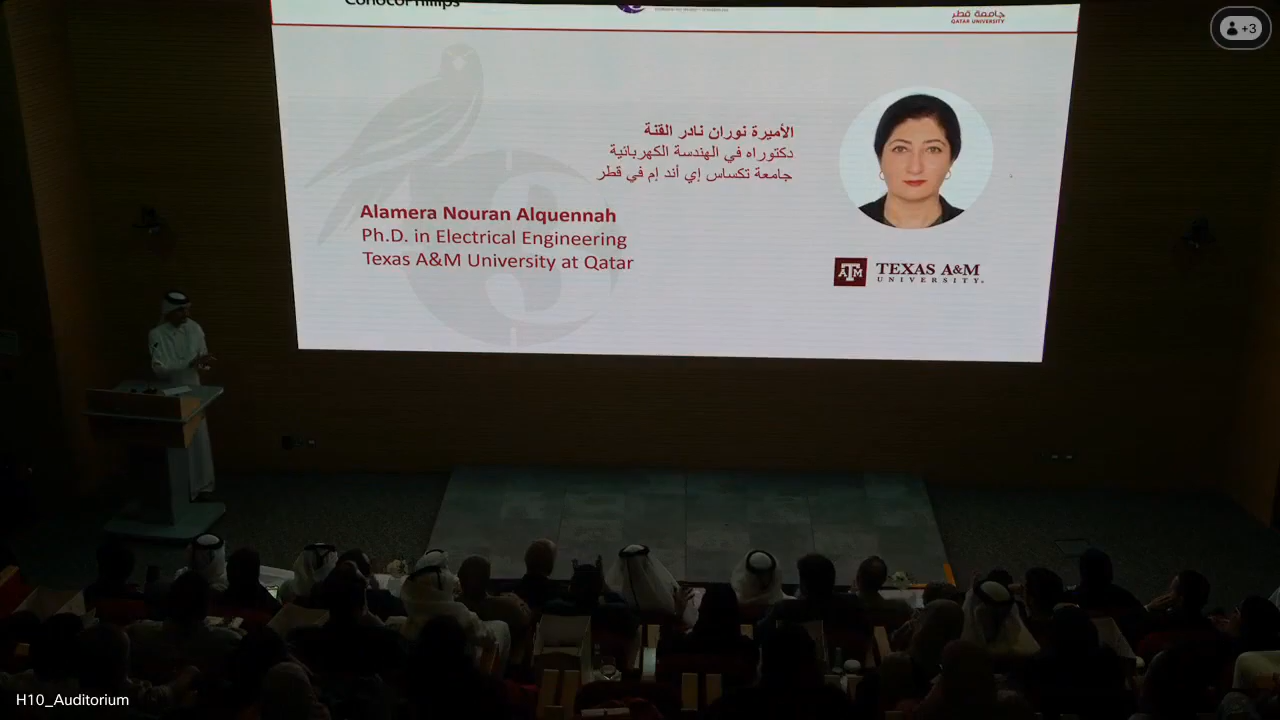 ConocoPhillips
جامعة قطر
QATAR UNIVERSITY
+3
الأميرة نوران نادر القنة
دكتوراه في الهندسة الكهربائية
جامعة تكساس إي أند إم في قطر
Alamera Nouran Alquennah
Ph.D. in Electrical Engineering
Texas A&M University at Qatar
ATM
TEXAS A&M
UNIVERSITY.
H10_Auditorium